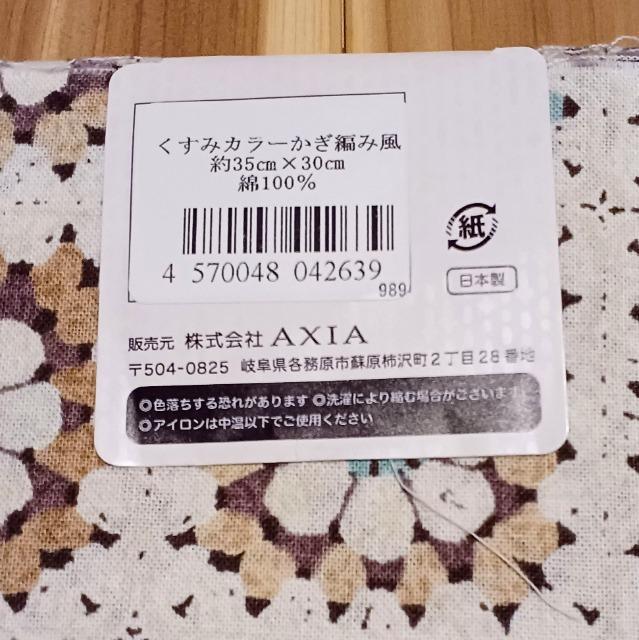 くすみカラーかぎ編み風
約35㎝×30㎝
綿100％
4 570048 042639
989
紙
日本製
販売元 株式会社 AXIA
〒504-0825 岐阜県各務原市蘇原柿沢町2丁目28番地
◎色落ちする恐れがあります ◎洗濯により縮む場合がございます
◎アイロンは中温以下でご使用ください